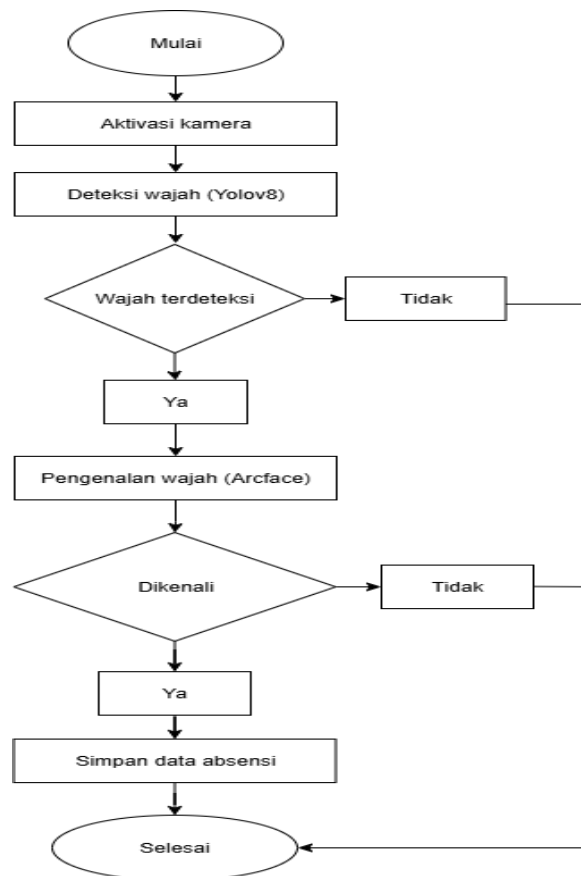 Mulai
Aktivasi kamera
Deteksi wajah (Yolov8)
Wajah terdeteksi
Tidak
Ya
Pengenalan wajah (Arcface)
Dikenali
Tidak
Ya
Simpan data absensi
Selesai